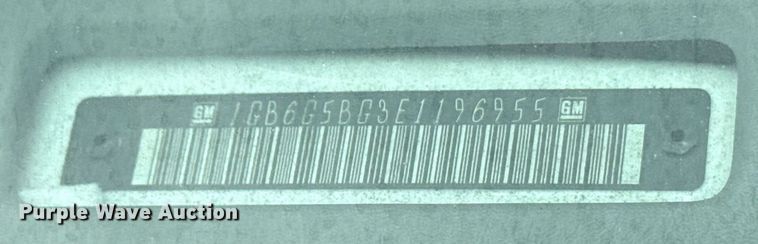 GM 1GB6G5BG3E1196955 GM
Purple Wave Auction